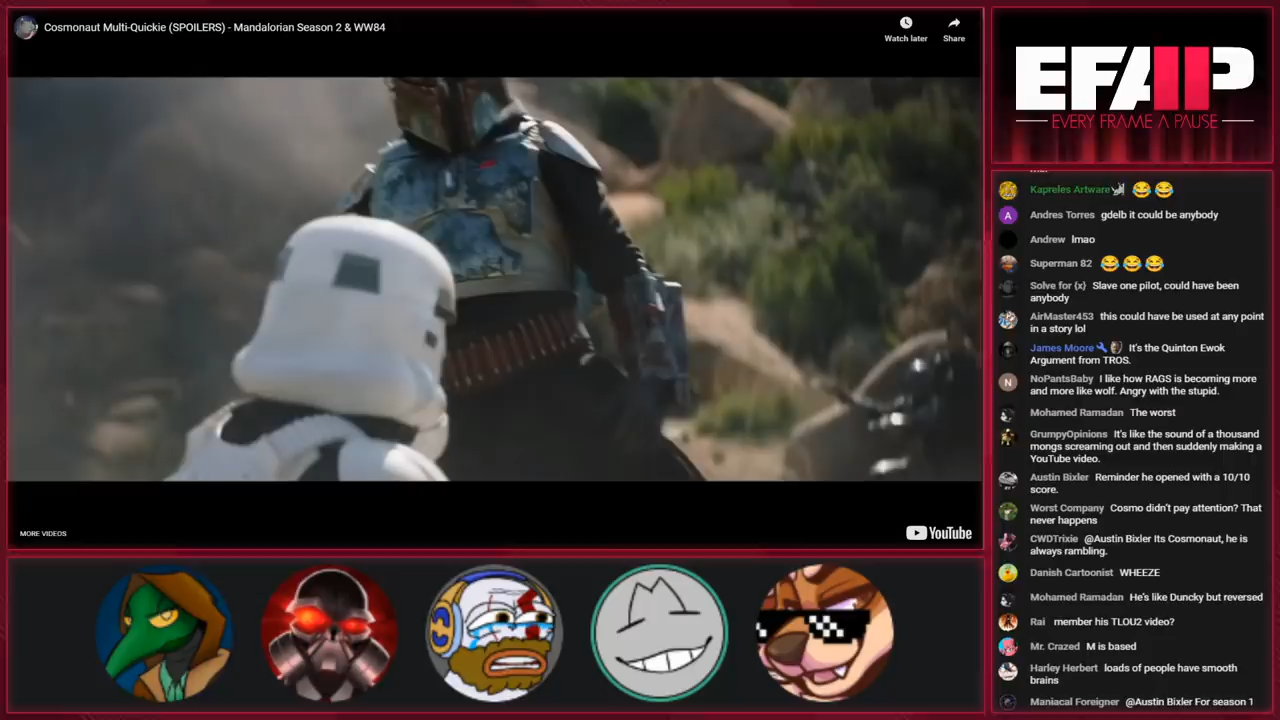 Cosmonaut Multi-Quickie (SPOILERS) - Mandalorian Season 2 & WW84
Watch later
Share
MORE VIDEOS
YouTube
EFAP
EVERY FRAME A PAUSE
Kapreles Artware 😂 😂
Andres Torres gdelb it could be anybody
Andrew lmao
Superman 82 😂 😂 😂
Solve for {x} Slave one pilot, could have been
anybody
AirMaster453 this could have be used at any point
in a story lol
James Moore It's the Quinton Ewok
Argument from TROS.
NoPantsBaby I like how RAGS is becoming more
and more like wolf. Angry with the stupid.
Mohamed Ramadan The worst
GrumpyOpinions It's like the sound of a thousand
mongs screaming out and then suddenly making a
YouTube video.
Austin Bixler Reminder he opened with a 10/10
score.
Worst Company Cosmo didn't pay attention? That
never happens
CWDTrixie @Austin Bixler Its Cosmonaut, he is
always rambling.
Danish Cartoonist WHEEZE
Mohamed Ramadan He's like Duncky but reversed
Rai member his TLOU2 video?
Mr. Crazed M is based
Harley Herbert loads of people have smooth
brains
Maniacal Foreigner @Austin Bixler For season 1